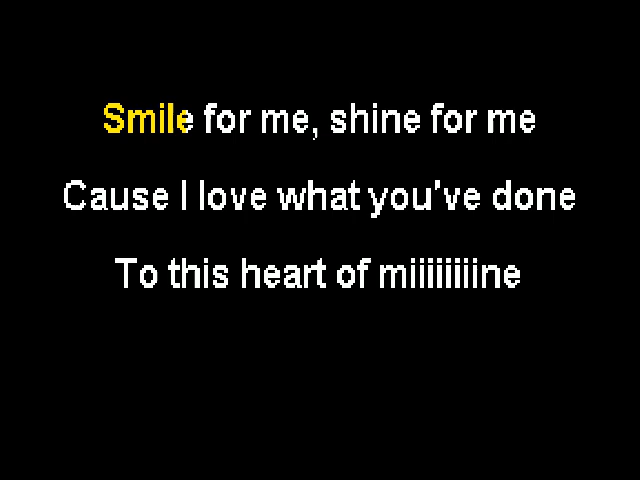 Smile for me, shine for me
Cause I love what you've done
To this heart of miiiiiiiine